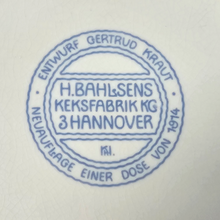 · ENTWURF GERTRUD KRAUT ·
H. BAHLSENS
KEKSFABRIK KG
3 HANNOVER
NEUAUFLAGE EINER DOSE VON 1914